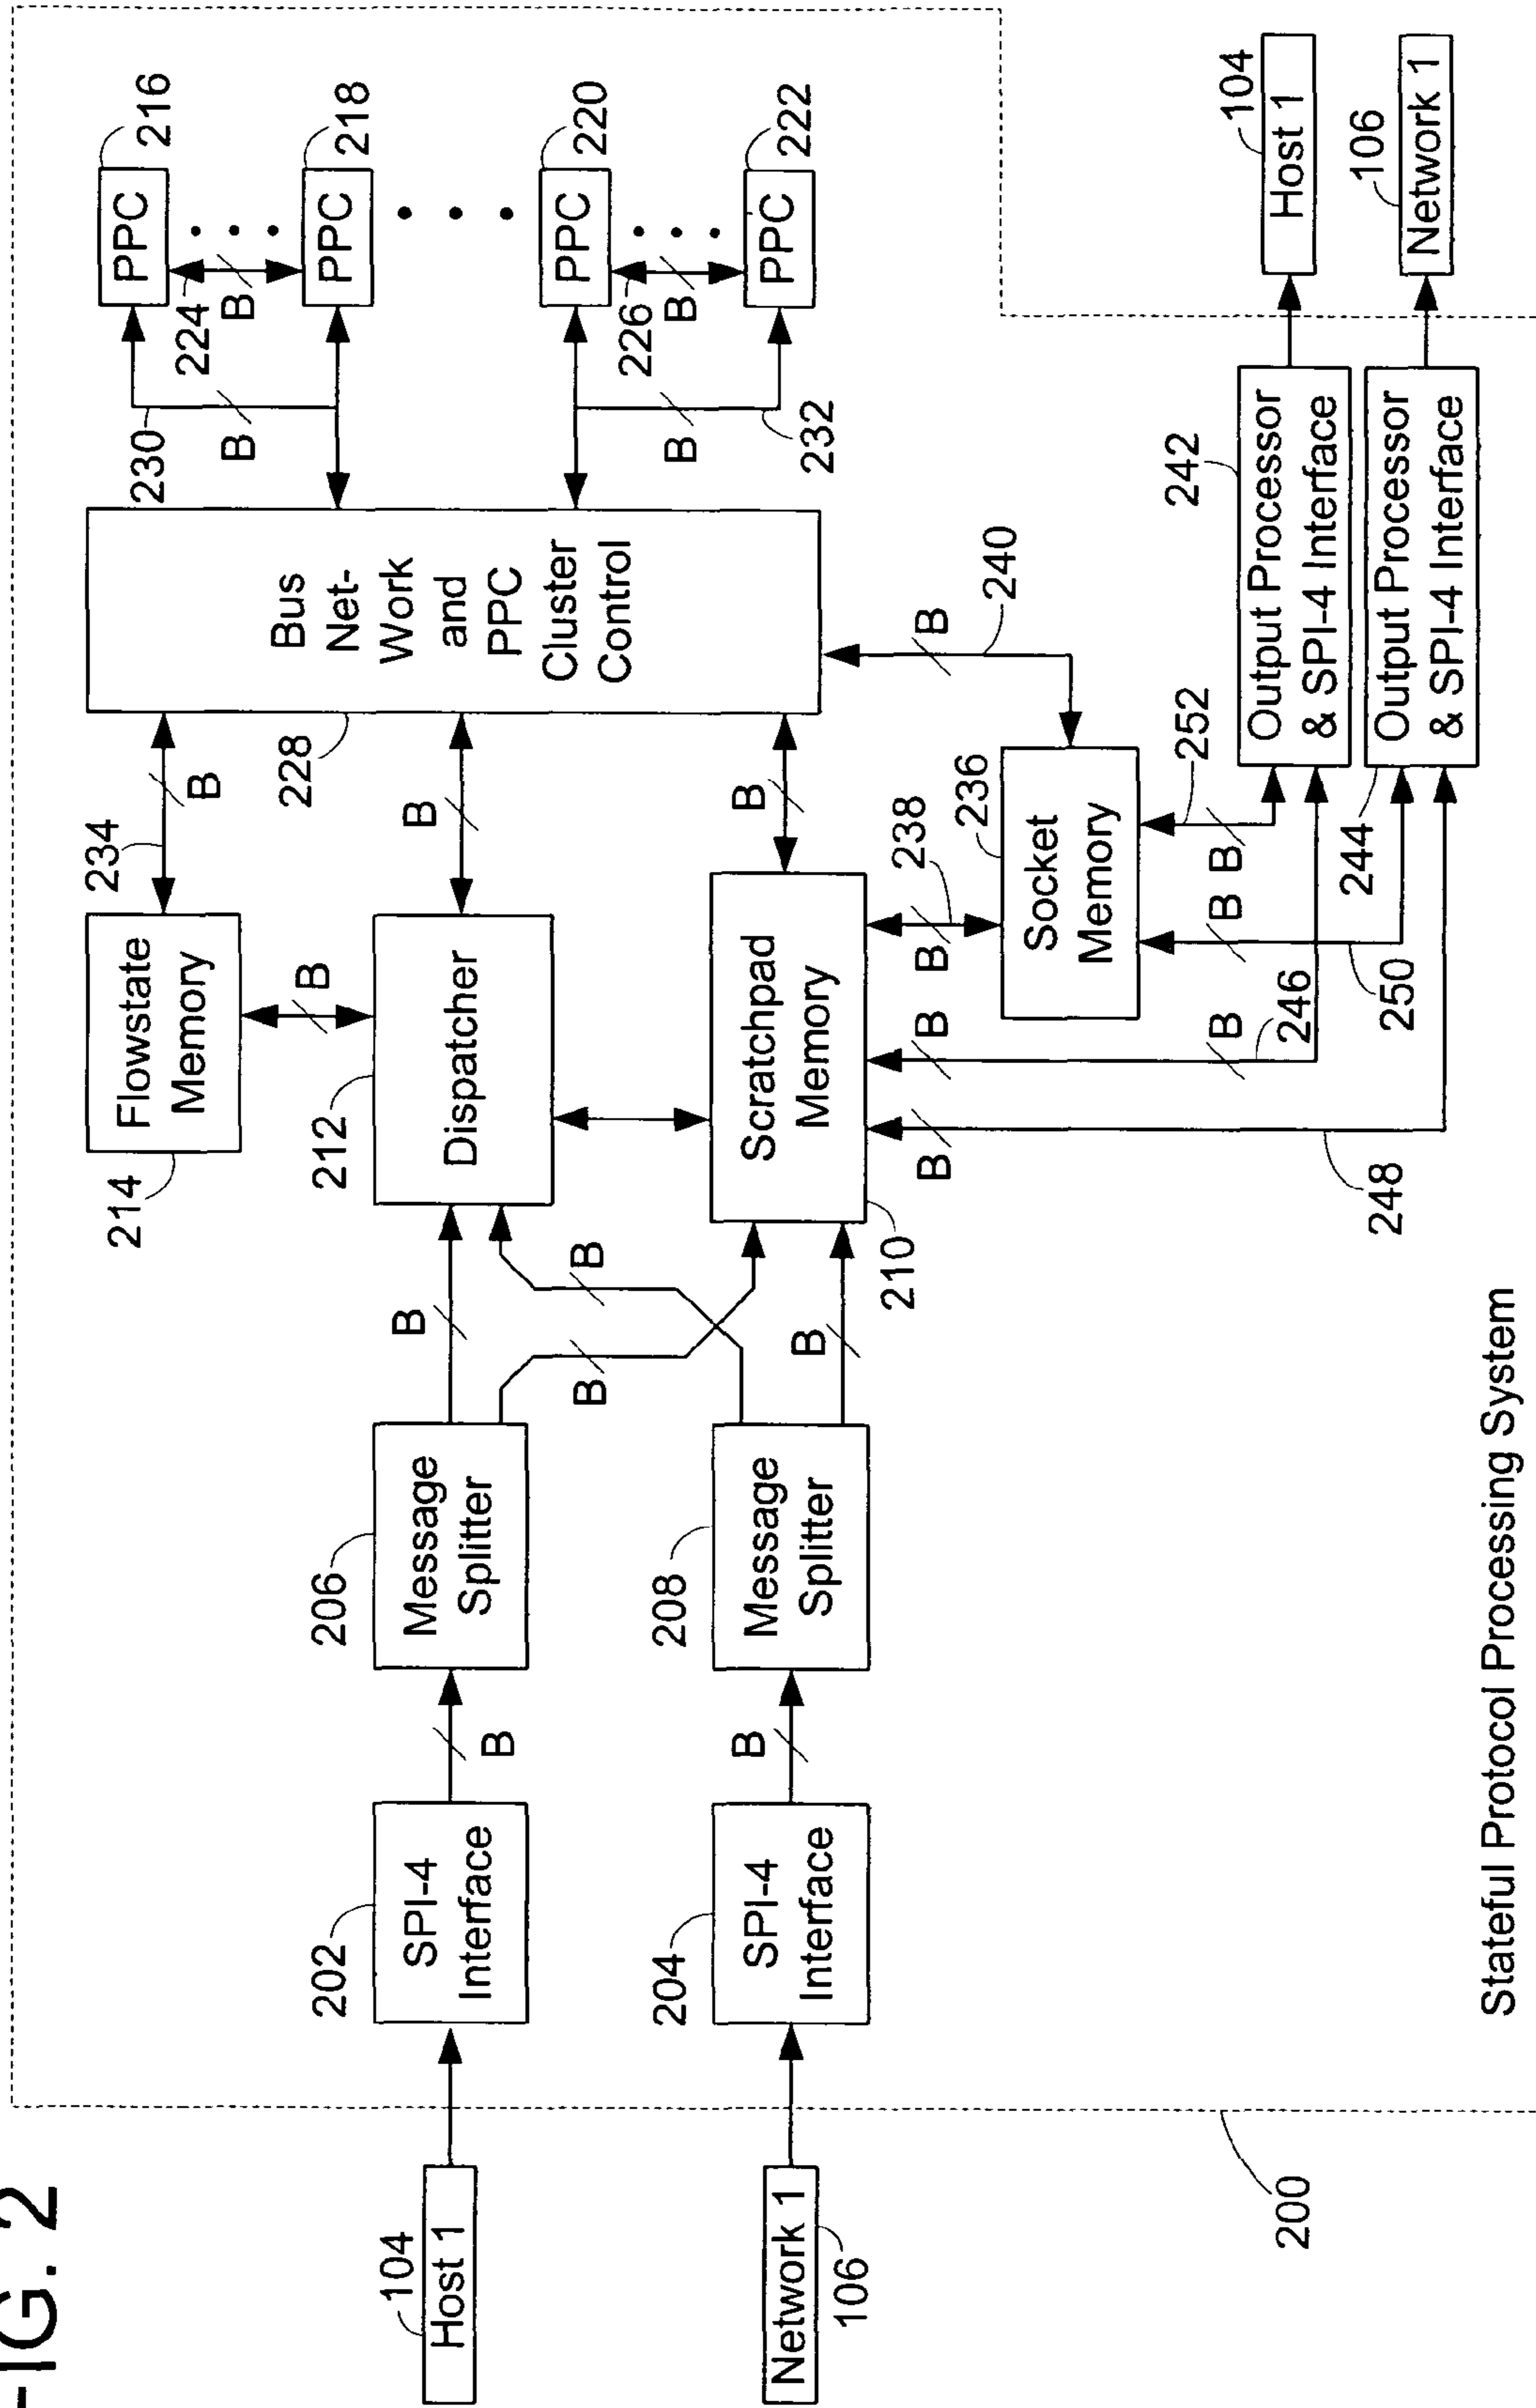 FIG. 2
104
Host 1
Network 1
106
200
202
SPI-4
Interface
204
SPI-4
Interface
B
B
206
Message
Splitter
208
Message
Splitter
B
B
B
B
214
Flowstate
Memory
212
Dispatcher
B
210
Scratchpad
Memory
234
B
B
B
228
Bus
Net-
Work
and
PPC
Cluster
Control
230
B
B
232
PPC
216
224
B
PPC
218
PPC
220
226
B
PPC
222
236
Socket
Memory
238
B
240
B
252
B
B
250
B
B
246
B
248
242
Output Processor
& SPI-4 Interface
244
Output Processor
& SPI-4 Interface
104
Host 1
106
Network 1
Stateful Protocol Processing System